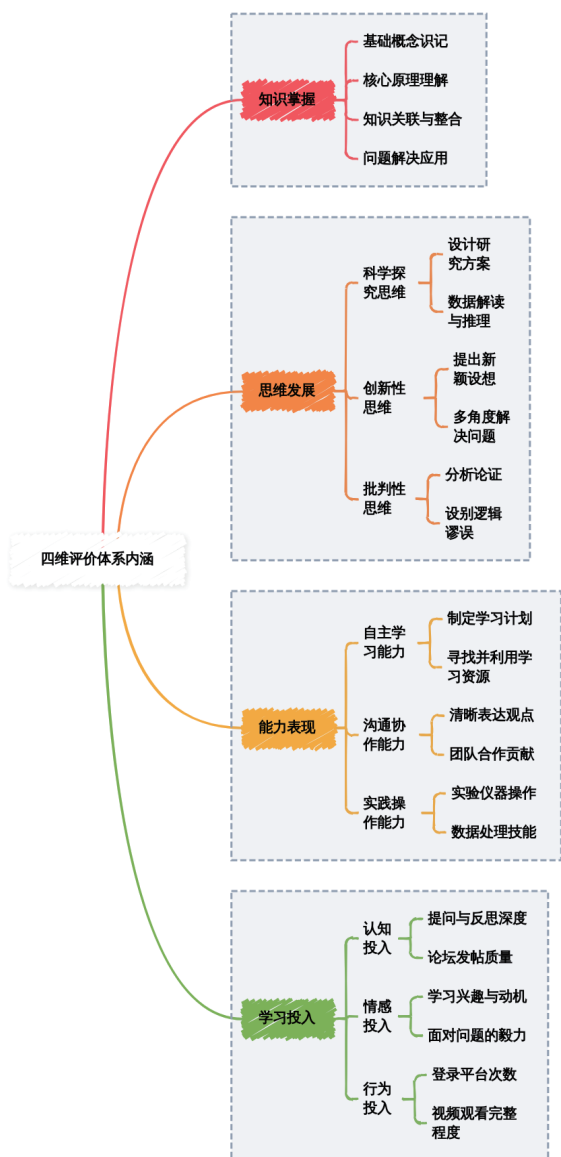 四维评价体系内涵
知识掌握
基础概念识记
核心原理理解
知识关联与整合
问题解决应用
思维发展
科学探
究思维
设计研
究方案
数据解读
与推理
创新性
思维
提出新
颖设想
多角度解
决问题
批判性
思维
分析论证
设别逻辑
谬误
能力表现
自主学
习能力
制定学习计划
寻找并利用学
习资源
沟通协
作能力
清晰表达观点
团队合作贡献
实践操
作能力
实验仪器操作
数据处理技能
学习投入
认知
投入
提问与反思深度
论坛发帖质量
情感
投入
学习兴趣与动机
面对问题的毅力
行为
投入
登录平台次数
视频观看完整
程度